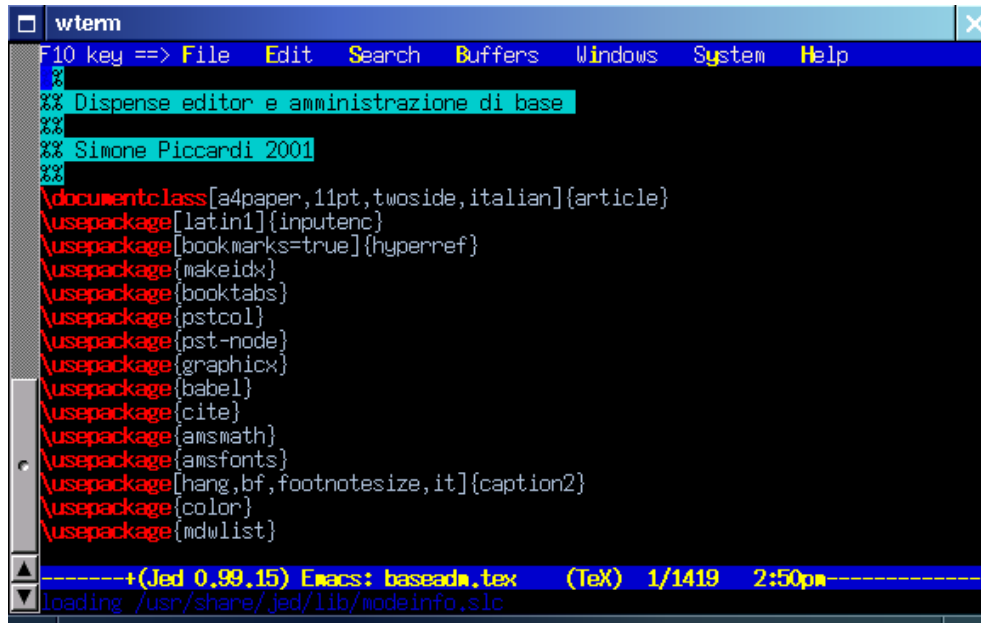 wterm
F10 key ==> File Edit Search Buffers Windows System Help
%%
%% Dispense editor e amministrazione di base
%%
%% Simone Piccardi 2001
%%
\documentclass[a4paper,11pt,twoside,italian]{article}
\usepackage[latin1]{inputenc}
\usepackage[bookmarks=true]{hyperref}
\usepackage{makeidx}
\usepackage{booktabs}
\usepackage{pstcol}
\usepackage{pst-node}
\usepackage{graphicx}
\usepackage{babel}
\usepackage{cite}
\usepackage{amsmath}
\usepackage{amsfonts}
\usepackage[hang,bf,footnotesize,it]{caption2}
\usepackage{color}
\usepackage{mdwlist}
-------+(Jed 0.99.15) Emacs: baseadm.tex (TeX) 1/1419 2:50pm-------------
loading /usr/share/jed/lib/modeinfo.slc